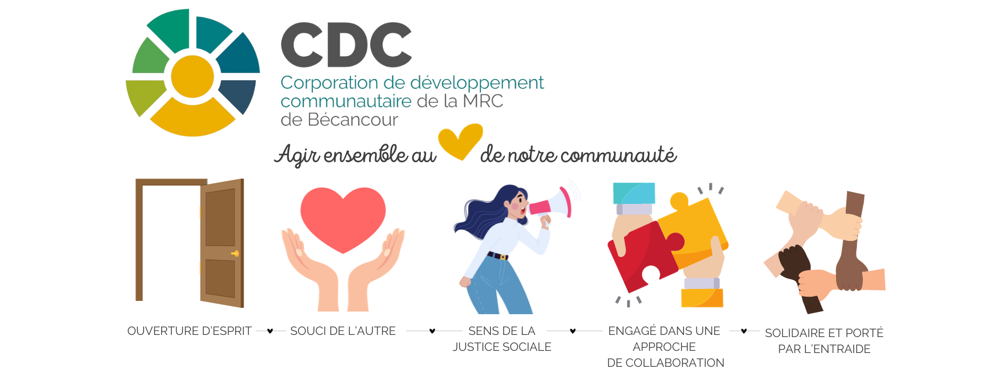 CDC
Corporation de développement
communautaire de la MRC
de Bécancour
Agir ensemble au de notre communauté
OUVERTURE D'ESPRIT
SOUCI DE L'AUTRE
SENS DE LA
JUSTICE SOCIALE
ENGAGÉ DANS UNE
APPROCHE
DE COLLABORATION
SOLIDAIRE ET PORTÉ
PAR L'ENTRAIDE